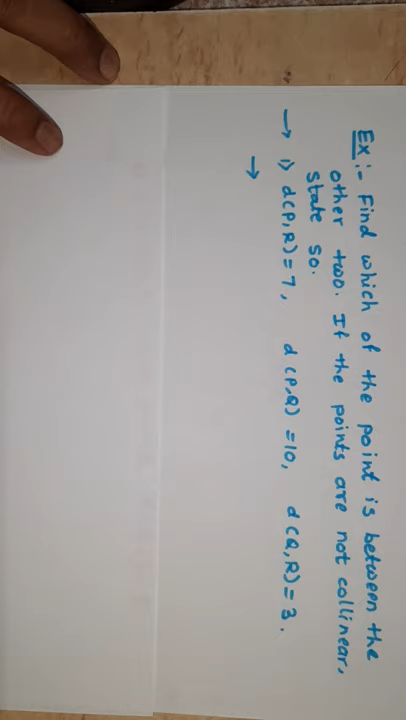 Ex:- Find which of the point is between the
other two. If the points are not collinear,
state so.
→ 1) d(P,R)=7, d(P,Q)=10, d(Q,R)=3.
→